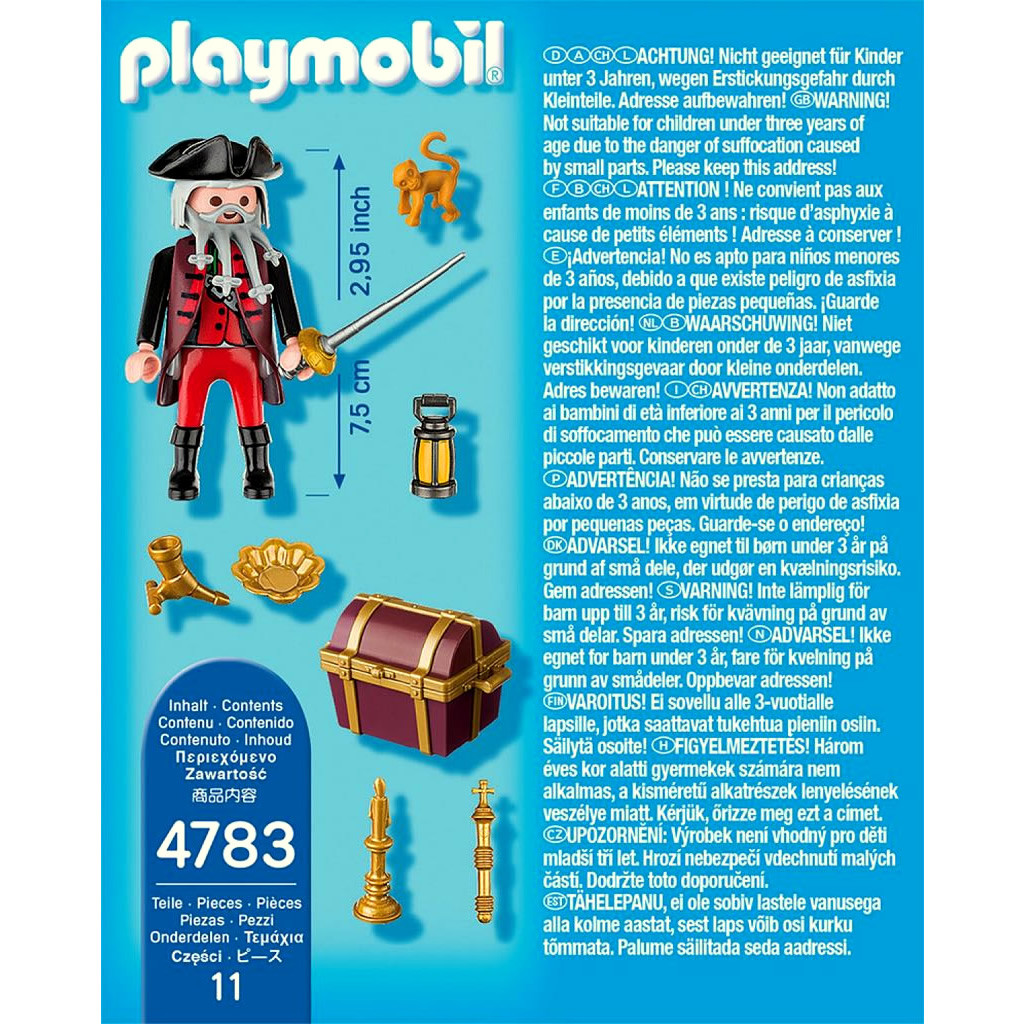 playmobil®
2,95 inch
7,5 cm
Inhalt · Contents
Contenu · Contenido
Contenuto · Inhoud
Περιεχόμενο
Zawartość
商品内容
4783
Teile · Pieces · Pièces
Piezas · Pezzi
Onderdelen · Τεμάχια
Części · ピース
11
D A CH L ACHTUNG! Nicht geeignet für Kinder
unter 3 Jahren, wegen Erstickungsgefahr durch
Kleinteile. Adresse aufbewahren! GB WARNING!
Not suitable for children under three years of
age due to the danger of suffocation caused
by small parts. Please keep this address!
F B CH L ATTENTION ! Ne convient pas aux
enfants de moins de 3 ans : risque d'asphyxie à
cause de petits éléments ! Adresse à conserver !
E ¡Advertencia! No es apto para niños menores
de 3 años, debido a que existe peligro de asfixia
por la presencia de piezas pequeñas. ¡Guarde
la dirección! NL B WAARSCHUWING! Niet
geschikt voor kinderen onder de 3 jaar, vanwege
verstikkingsgevaar door kleine onderdelen.
Adres bewaren! I CH AVVERTENZA! Non adatto
ai bambini di età inferiore ai 3 anni per il pericolo
di soffocamento che può essere causato dalle
piccole parti. Conservare le avvertenze.
P ADVERTÊNCIA! Não se presta para crianças
abaixo de 3 anos, em virtude de perigo de asfixia
por pequenas peças. Guarde-se o endereço!
DK ADVARSEL! Ikke egnet til børn under 3 år på
grund af små dele, der udgør en kvælningsrisiko.
Gem adressen! S VARNING! Inte lämplig för
barn upp till 3 år, risk för kvävning på grund av
små delar. Spara adressen! N ADVARSEL! Ikke
egnet for barn under 3 år, fare for kvelning på
grunn av smådeler. Oppbevar adressen!
FIN VAROITUS! Ei sovellu alle 3-vuotialle
lapsille, jotka saattavat tukehtua pieniin osiin.
Säilytä osoite! H FIGYELMEZTETÉS! Három
éves kor alatti gyermekek számára nem
alkalmas, a kisméretű alkatrészek lenyelésének
veszélye miatt. Kérjük, őrizze meg ezt a címet.
CZ UPOZORNĚNÍ: Výrobek není vhodný pro děti
mladší tří let. Hrozí nebezpečí vdechnutí malých
částí. Dodržte toto doporučení.
EST TÄHELEPANU, ei ole sobiv lastele vanusega
alla kolme aastat, sest laps võib osi kurku
tõmmata. Palume säilitada seda aadressi.